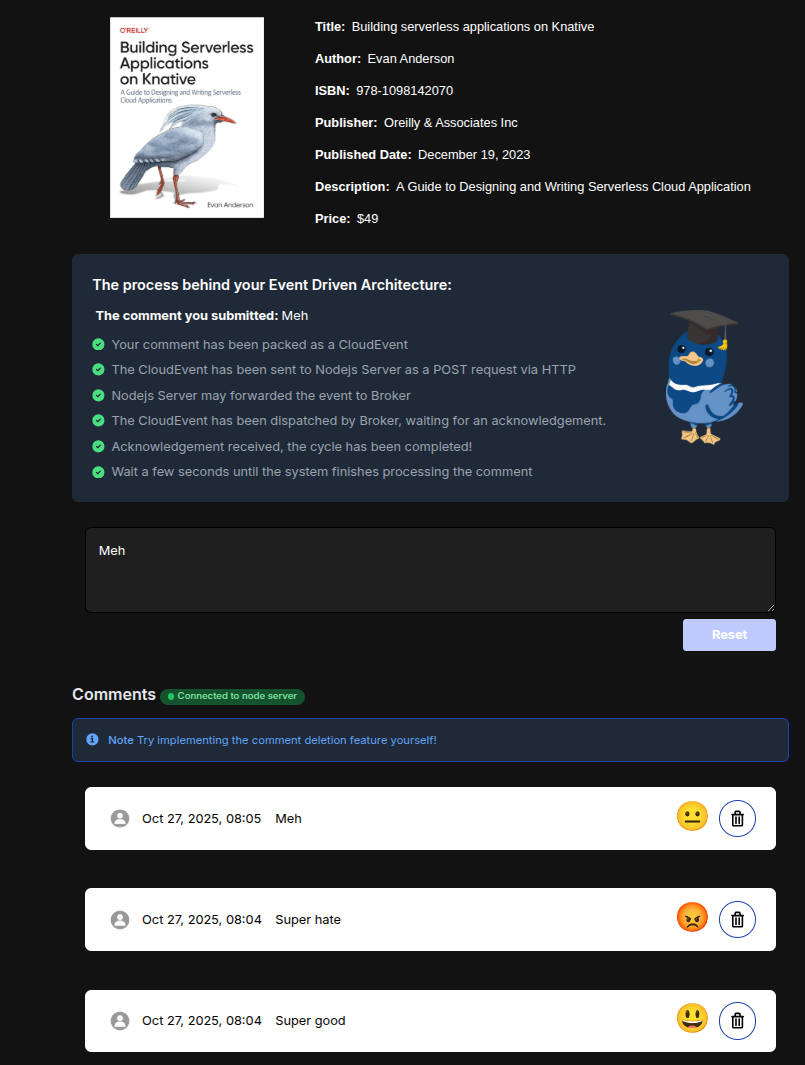 O'REILLY
Building Serverless
Applications
on Knative
A Guide to Designing and Writing Serverless
Cloud Applications
Evan Anderson
Title: Building serverless applications on Knative
Author: Evan Anderson
ISBN: 978-1098142070
Publisher: Oreilly & Associates Inc
Published Date: December 19, 2023
Description: A Guide to Designing and Writing Serverless Cloud Application
Price: $49
The process behind your Event Driven Architecture:
The comment you submitted: Meh
Your comment has been packed as a CloudEvent
The CloudEvent has been sent to Nodejs Server as a POST request via HTTP
Nodejs Server may forwarded the event to Broker
The CloudEvent has been dispatched by Broker, waiting for an acknowledgement.
Acknowledgement received, the cycle has been completed!
Wait a few seconds until the system finishes processing the comment
Meh
Reset
Comments Connected to node server
Note Try implementing the comment deletion feature yourself!
Oct 27, 2025, 08:05 Meh
Oct 27, 2025, 08:04 Super hate
Oct 27, 2025, 08:04 Super good